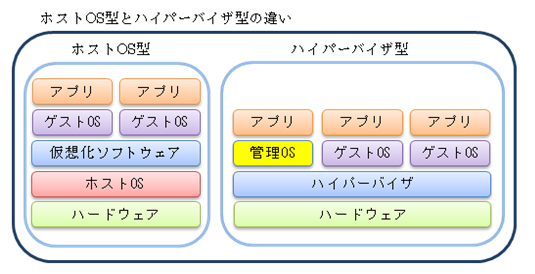 ホストOS型とハイパーバイザ型の違い
ホストOS型
アプリ
アプリ
ゲストOS
ゲストOS
仮想化ソフトウェア
ホストOS
ハードウェア
ハイパーバイザ型
アプリ
アプリ
アプリ
管理OS
ゲストOS
ゲストOS
ハイパーバイザ
ハードウェア